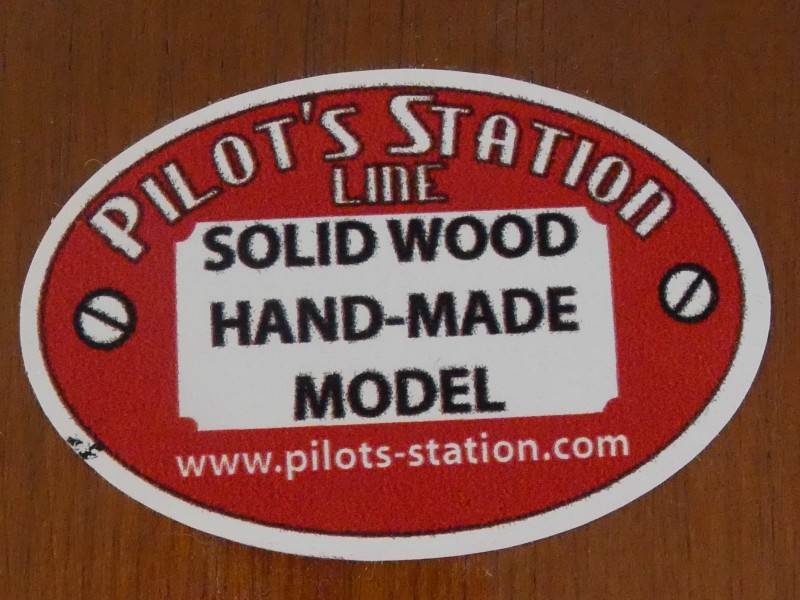 PILOT'S STATION
LINE
SOLID WOOD
HAND-MADE
MODEL
www.pilots-station.com